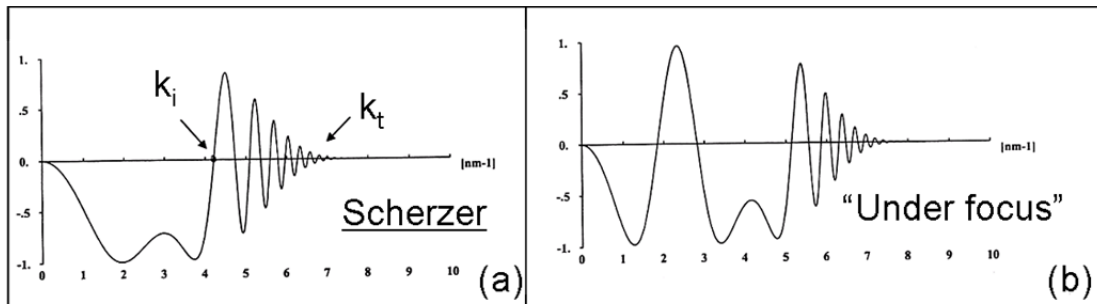 1.
.5
0.
-.5
-1.
0 1 2 3 4 5 6 7 8 9 10
|nm-1|
ki
kt
Scherzer
(a)
1.
.5
0.
-.5
-1.
0 1 2 3 4 5 6 7 8 9 10
|nm-1|
“Under focus”
(b)